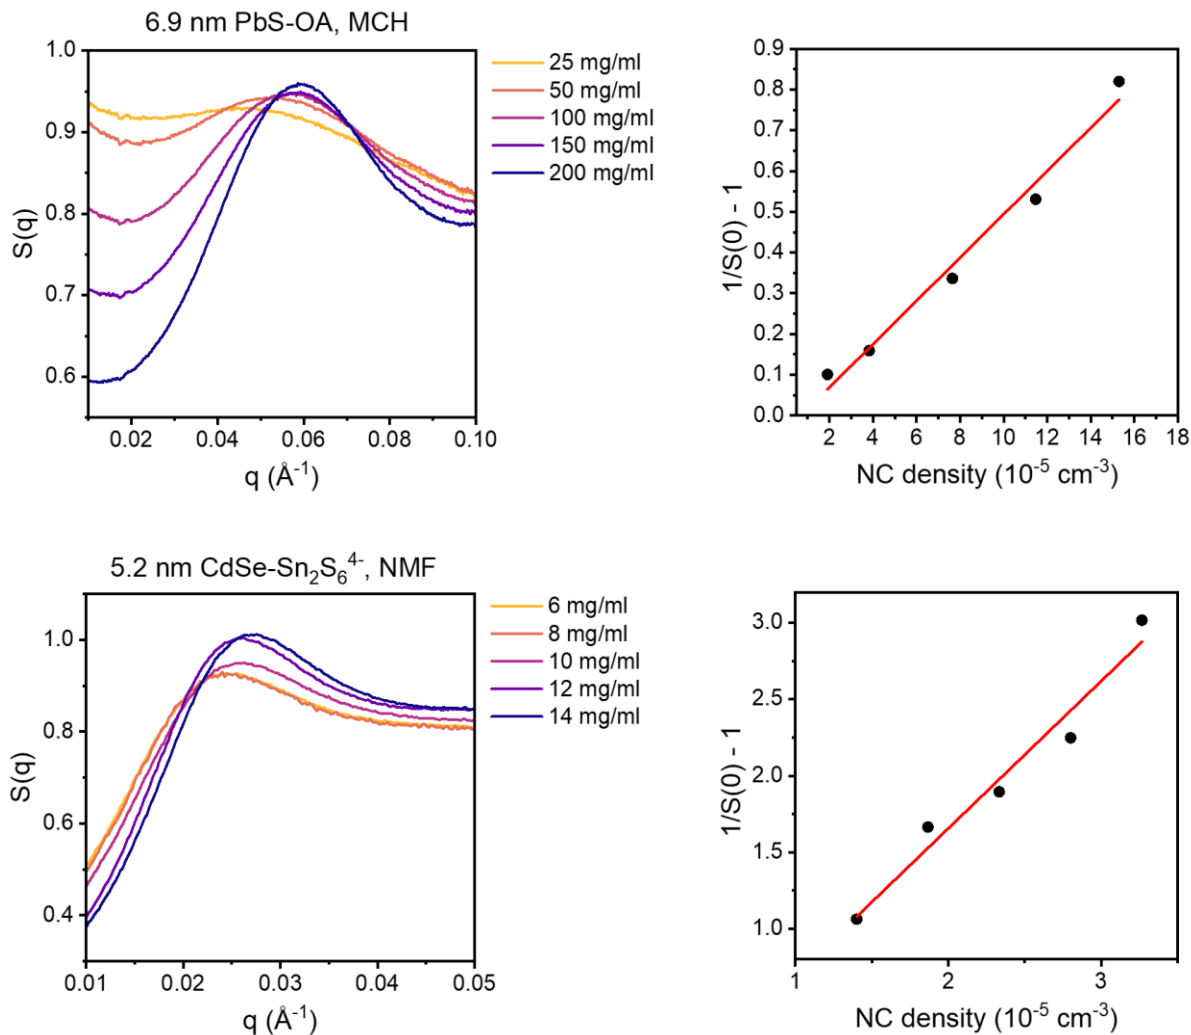 6.9 nm PbS-OA, MCH
1.0
0.9
0.8
0.7
0.6
S(q)
0.02 0.04 0.06 0.08 0.10
q (Å⁻¹)
25 mg/ml
50 mg/ml
100 mg/ml
150 mg/ml
200 mg/ml
0.9
0.8
0.7
0.6
0.5
0.4
0.3
0.2
0.1
0.0
1/S(0) - 1
2 4 6 8 10 12 14 16 18
NC density (10⁻⁵ cm⁻³)
5.2 nm CdSe-Sn₂S₆⁴⁻, NMF
1.0
0.8
0.6
0.4
S(q)
0.01 0.02 0.03 0.04 0.05
q (Å⁻¹)
6 mg/ml
8 mg/ml
10 mg/ml
12 mg/ml
14 mg/ml
3.0
2.5
2.0
1.5
1.0
1/S(0) - 1
1 2 3
NC density (10⁻⁵ cm⁻³)